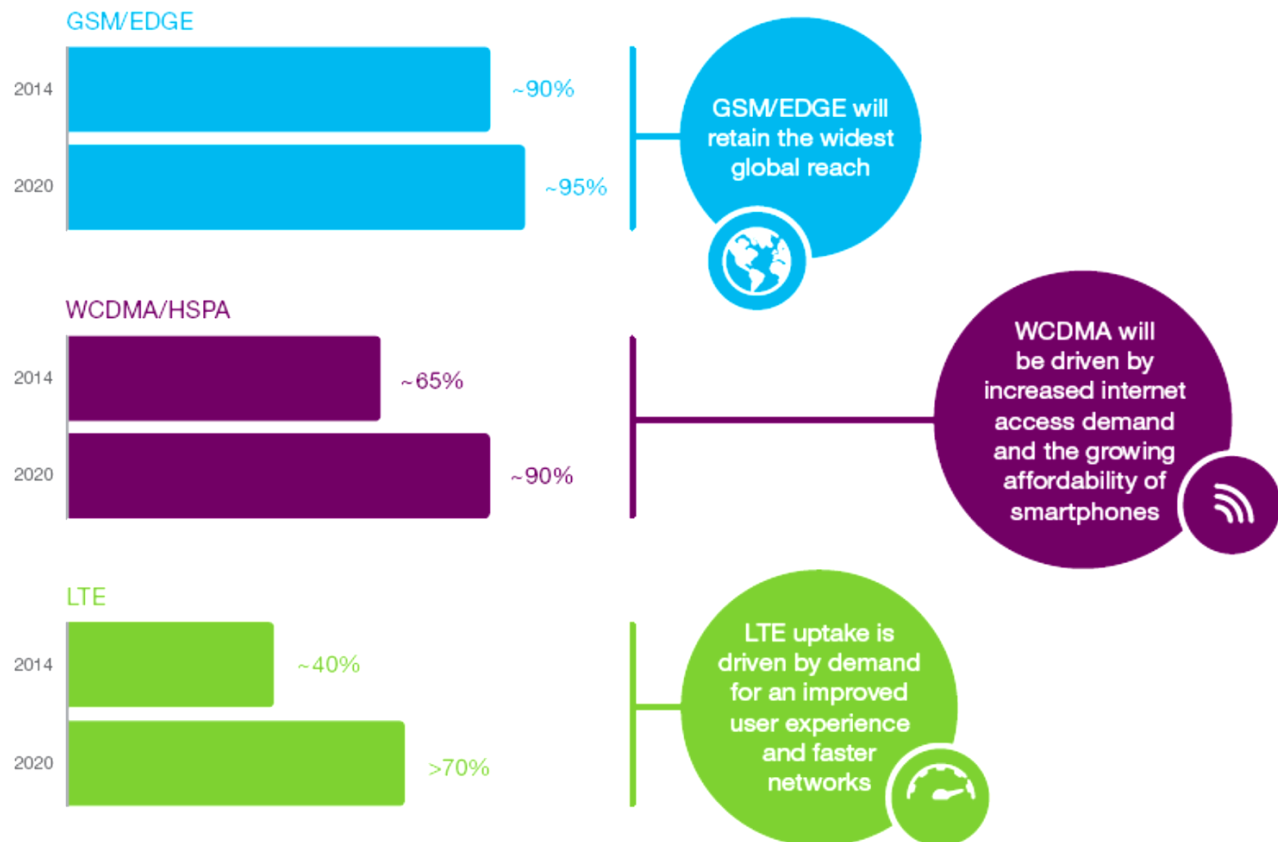 GSM/EDGE
2014
~90%
2020
~95%
GSM/EDGE will
retain the widest
global reach
WCDMA/HSPA
2014
~65%
2020
~90%
WCDMA will
be driven by
increased internet
access demand
and the growing
affordability of
smartphones
LTE
2014
~40%
2020
>70%
LTE uptake is
driven by demand
for an improved
user experience
and faster
networks